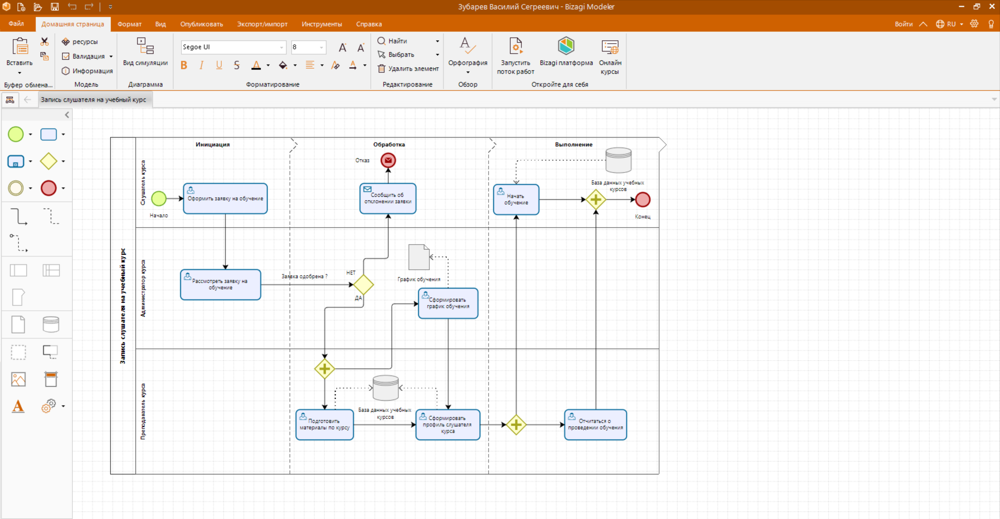 Зубарев Василий Сегреевич - Bizagi Modeler
Файл
Домашняя страница
Формат
Вид
Опубликовать
Экспорт/импорт
Инструменты
Справка
Войти
RU
Вставить
ресурсы
Валидация
Информация
Вид симуляции
Segoe UI
8
B I U S A
Найти
Выбрать
Удалить элемент
Орфография
Запустить
поток работ
Bizagi платформа
Онлайн
курсы
Буфер обмена...
Модель
Диаграмма
Форматирование
Редактирование
Обзор
Откройте для себя
Запись слушателя на учебный курс
Запись слушателя на учебный курс
Инициация
Обработка
Выполнение
Слушатель курса
Начало
Оформить заявку на обучение
Отказ
Сообщить об
отклонении заявки
Начать
обучение
База данных учебных
курсов
Конец
Администратор курса
Рассмотреть заявку на
обучение
Заявка одобрена ?
НЕТ
ДА
График обучения
Сформировать
график обучения
Преподаватель курса
Подготовить
материалы по курсу
База данных учебных
курсов
Сформировать
профиль слушателя
курса
Отчитаться о
проведении обучения